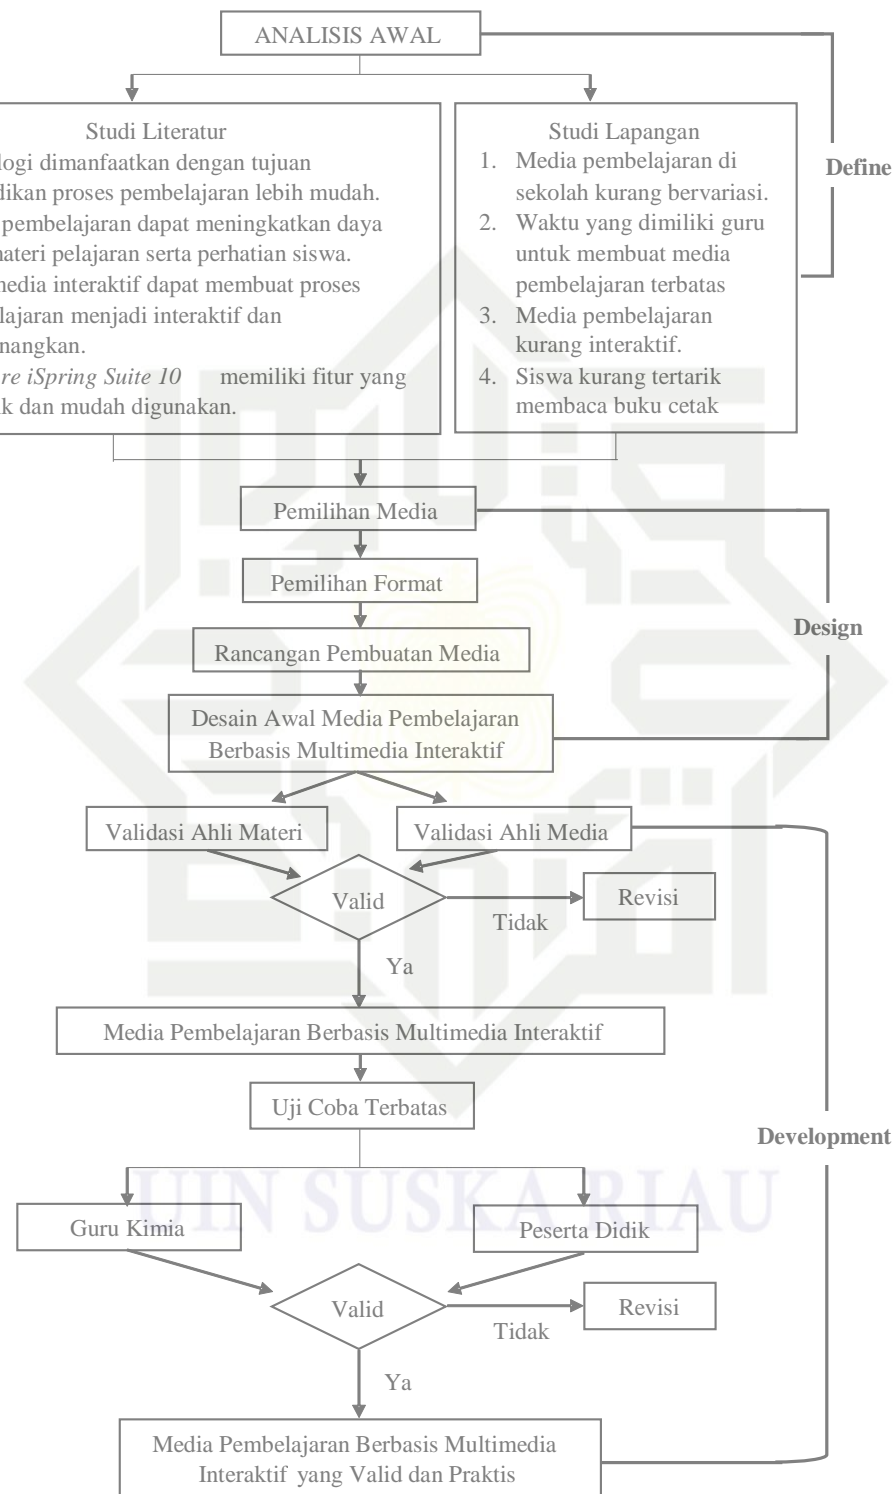 ANALISIS AWAL
Studi Literatur
logi dimanfaatkan dengan tujuan
dikan proses pembelajaran lebih mudah.
pembelajaran dapat meningkatkan daya
materi pelajaran serta perhatian siswa.
media interaktif dapat membuat proses
lajaran menjadi interaktif dan
nangkan.
re iSpring Suite 10 memiliki fitur yang
k dan mudah digunakan.
Studi Lapangan
1. Media pembelajaran di
sekolah kurang bervariasi.
2. Waktu yang dimiliki guru
untuk membuat media
pembelajaran terbatas
3. Media pembelajaran
kurang interaktif.
4. Siswa kurang tertarik
membaca buku cetak
Define
Pemilihan Media
Pemilihan Format
Rancangan Pembuatan Media
Desain Awal Media Pembelajaran
Berbasis Multimedia Interaktif
Design
Validasi Ahli Materi
Validasi Ahli Media
Valid
Tidak
Revisi
Ya
Media Pembelajaran Berbasis Multimedia Interaktif
Uji Coba Terbatas
Development
UIN SUSKA RIAU
Guru Kimia
Peserta Didik
Valid
Tidak
Revisi
Ya
Media Pembelajaran Berbasis Multimedia
Interaktif yang Valid dan Praktis